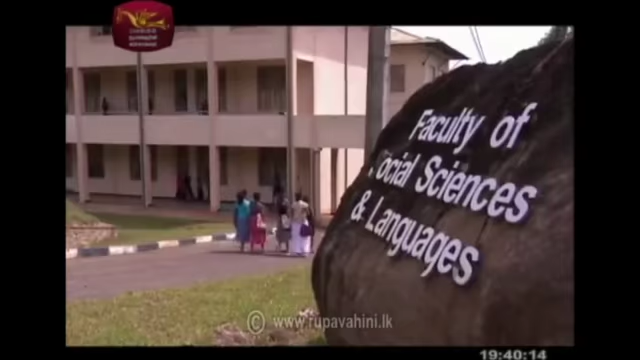 Faculty of
Social Sciences
& Languages
© www.rupavahini.lk
19:40:14